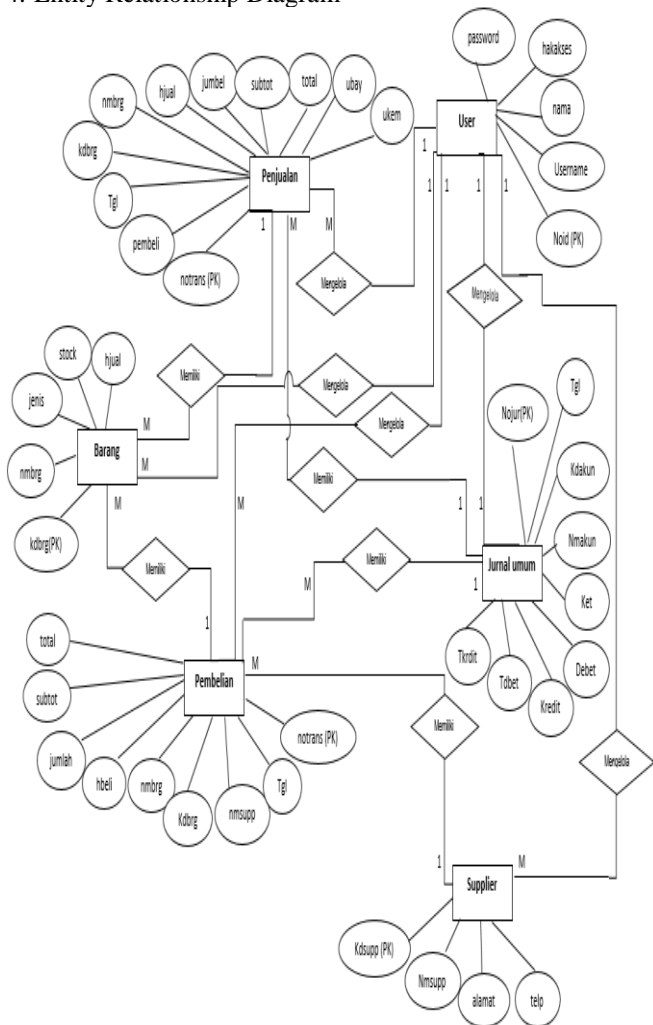 4. Entity Relationship Diagram
password
hakakses
nama
Username
Noid (PK)
User
jumbel
subtot
total
ubay
ukem
hjual
nmbrg
kdbrg
Tgl
pembeli
notrans (PK)
Penjualan
1
M
M
1
1
1
1
1
Mengelola
Mengelola
Memiliki
Mengelola
Mengelola
stock
hjual
jenis
nmbrg
kdbrg(PK)
Barang
M
M
M
M
Nojur(PK)
Tgl
Kdakun
Nmakun
Ket
Debet
Kredit
Tdbet
Tkrdit
Jurnal umum
1
1
1
Memiliki
Memiliki
Memiliki
M
1
M
total
subtot
jumlah
hbeli
nmbrg
Kdbrg
nmsupp
Tgl
notrans (PK)
Pembelian
Memiliki
Mengelola
1
M
Supplier
Kdsupp (PK)
Nmsupp
alamat
telp